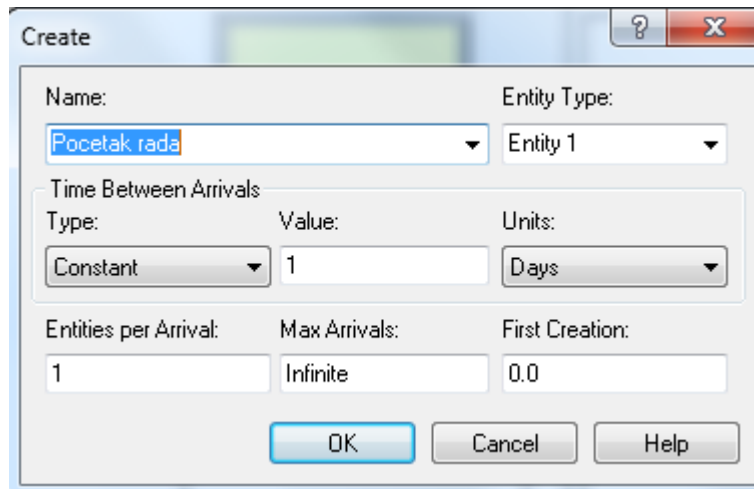 Create
Name: Entity Type:
Pocetak rada Entity 1
Time Between Arrivals
Type: Value: Units:
Constant 1 Days
Entities per Arrival: Max Arrivals: First Creation:
1 Infinite 0.0
OK Cancel Help